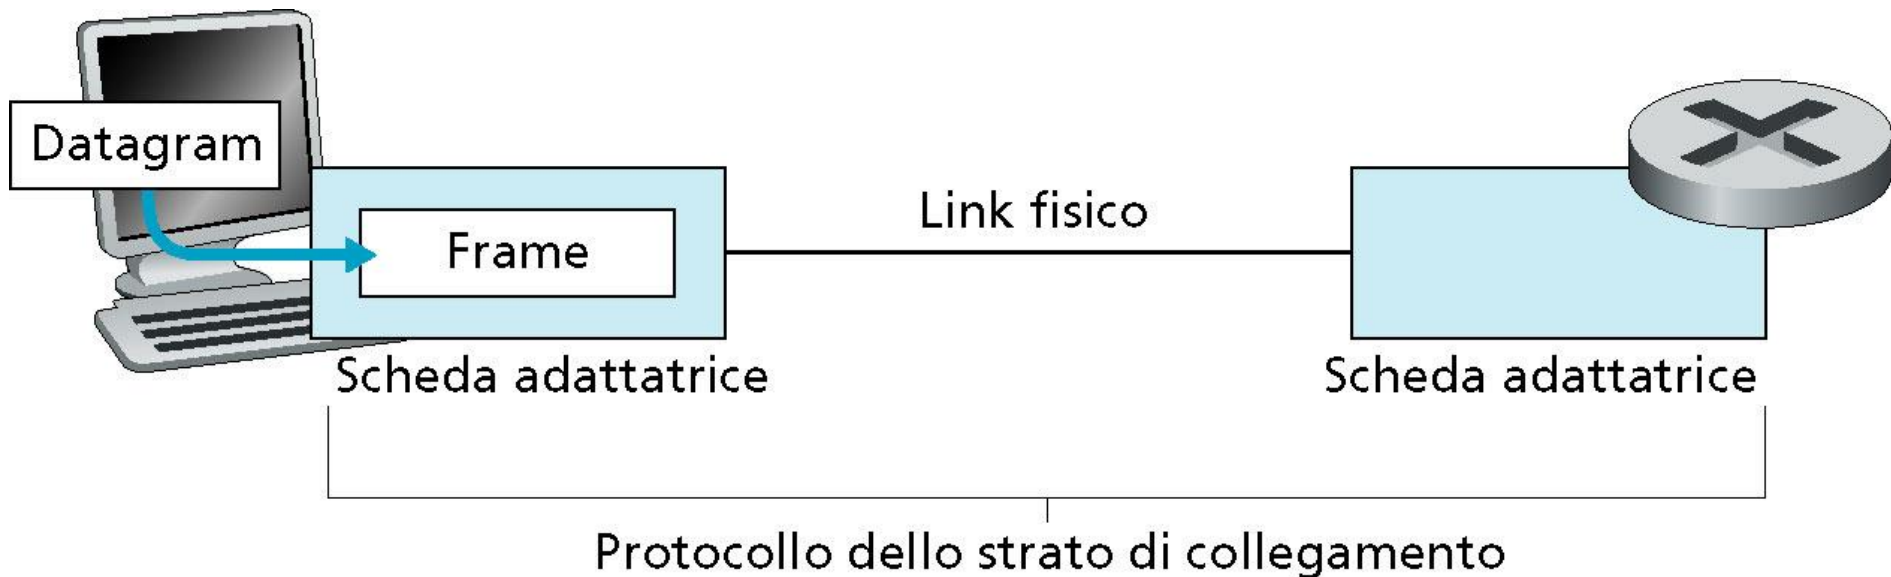 Datagram
Frame
Link fisico
Scheda adattatrice
Scheda adattatrice
Protocollo dello strato di collegamento